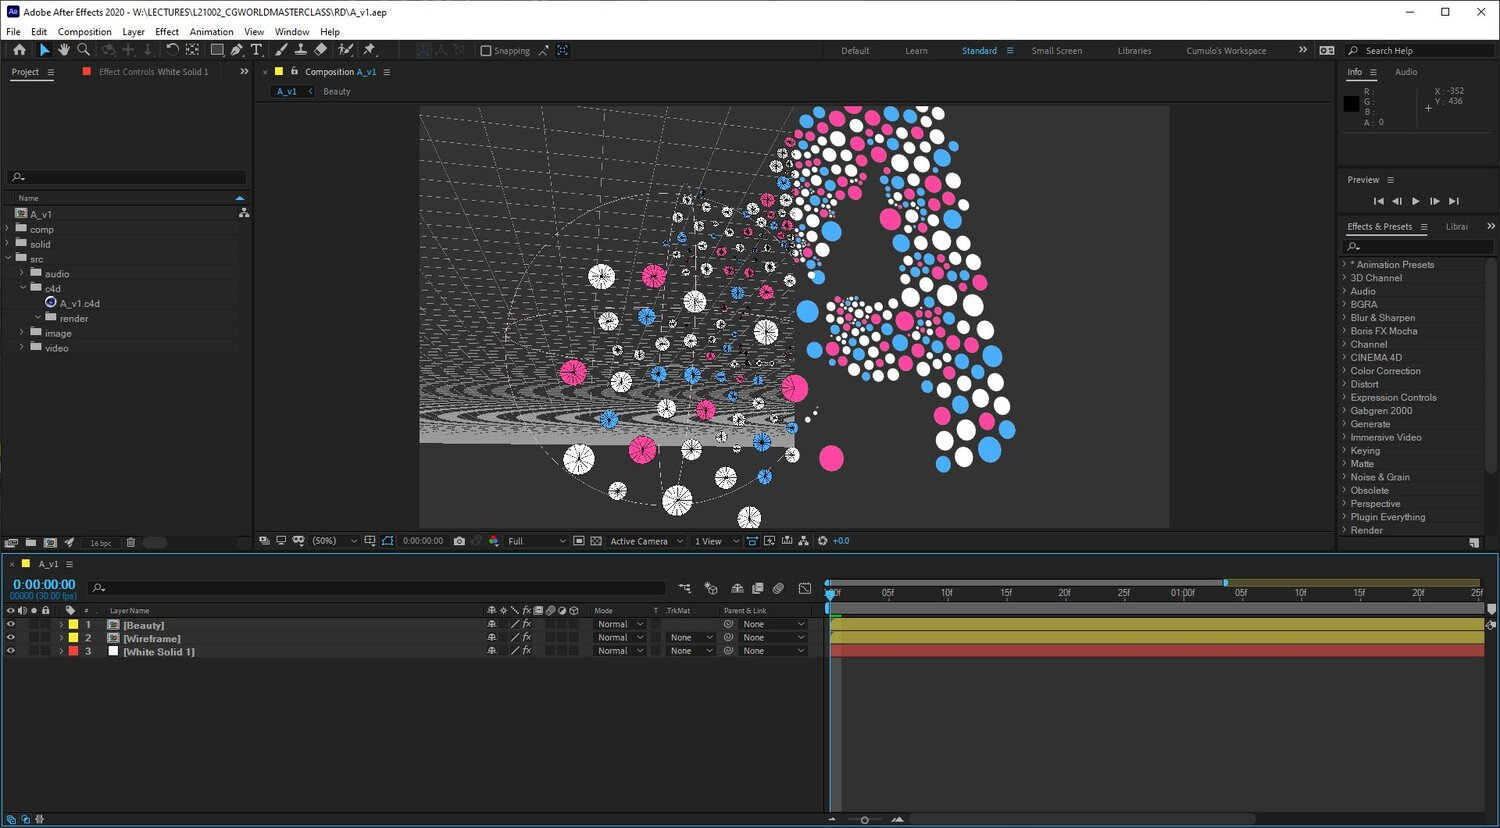 Adobe After Effects 2020 - W:\LECTURES\L21002_CGWORLDMASTERCLASS\RD\A_v1.aep
File Edit Composition Layer Effect Animation View Window Help
Snapping
Default Learn Standard Small Screen Libraries Cumulo's Workspace
Search Help
Project
Effect Controls White Solid 1
Composition A_v1
A_v1 Beauty
Name
A_v1
comp
solid
src
audio
c4d
A_v1.c4d
render
image
video
16 bpc
(50%) 0:00:00:00 Full Active Camera 1 View +0.0
Info Audio
R :
G :
B :
A : 0
X : -352
Y : 436
Preview
Effects & Presets Librai
* Animation Presets
3D Channel
Audio
BGRA
Blur & Sharpen
Boris FX Mocha
Channel
CINEMA 4D
Color Correction
Distort
Expression Controls
Gabgren 2000
Generate
Immersive Video
Keying
Matte
Noise & Grain
Obsolete
Perspective
Plugin Everything
Render
A_v1
0:00:00:00
00000 (30.00 fps)
# Layer Name fx Mode T .TrkMat Parent & Link
1 [Beauty] fx Normal None
2 [Wireframe] fx Normal None None
3 [White Solid 1] fx Normal None None
05f 10f 15f 20f 25f 01:00f 05f 10f 15f 20f 25f